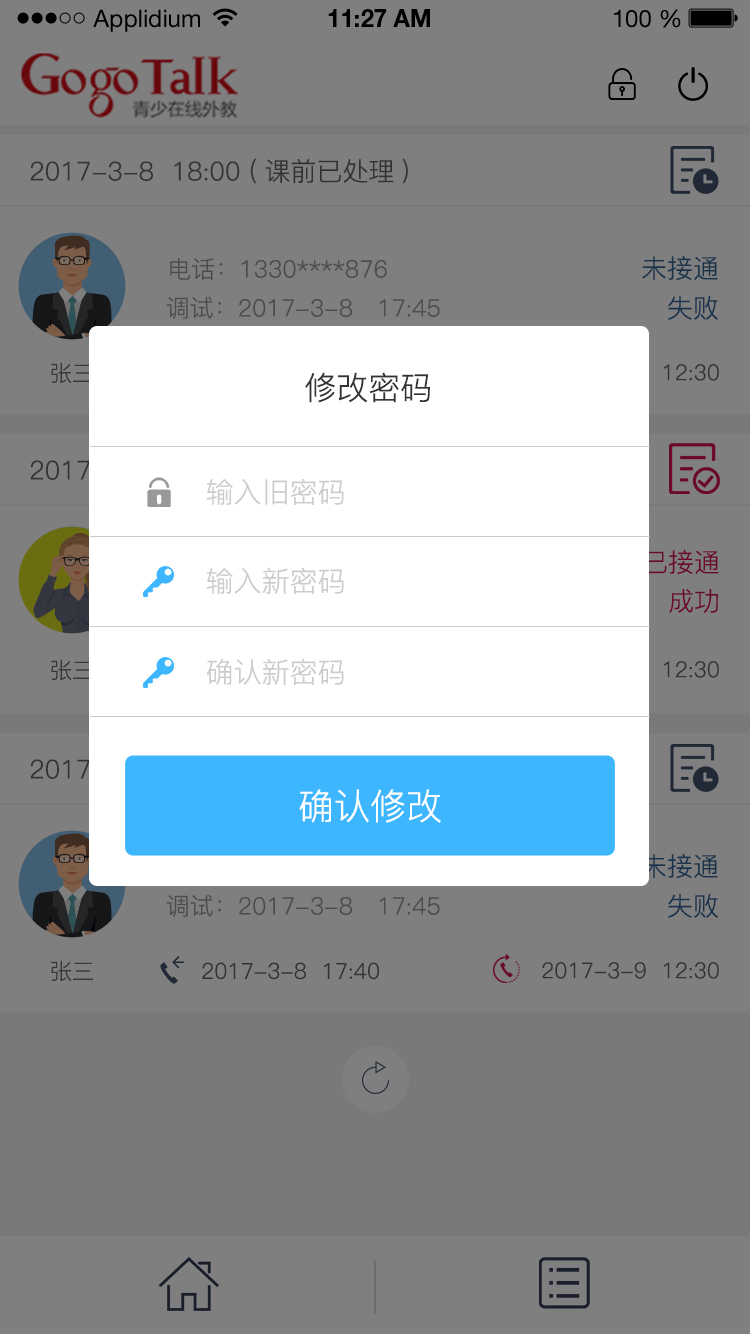 Applidium 11:27 AM 100 %
Gogo Talk
青少在线外教
2017-3-8 18:00（课前已处理）
电话：1330****876 未接通
调试：2017-3-8 17:45 失败
张三 12:30
修改密码
2017
输入旧密码
输入新密码
已接通
成功
确认新密码
张三 12:30
2017
确认修改
未接通
调试：2017-3-8 17:45 失败
张三 2017-3-8 17:40 2017-3-9 12:30